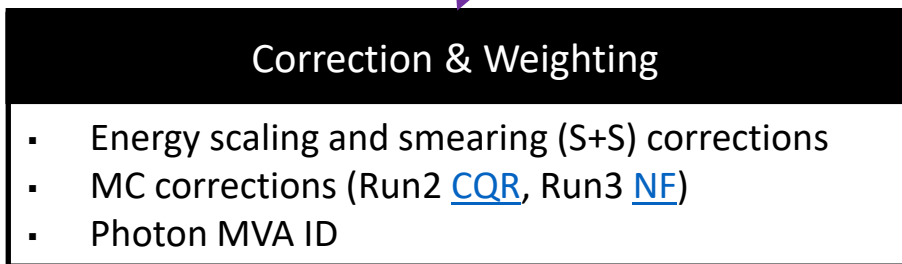 Correction & Weighting
▪ Energy scaling and smearing (S+S) corrections
▪ MC corrections (Run2 CQR, Run3 NF)
▪ Photon MVA ID